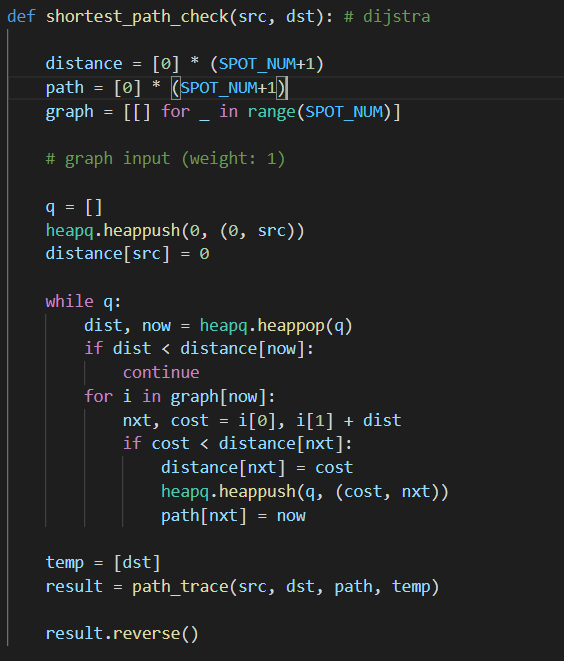 def shortest_path_check(src, dst): # dijstra
distance = [0] * (SPOT_NUM+1)
path = [0] * (SPOT_NUM+1)
graph = [[] for _ in range(SPOT_NUM)]
# graph input (weight: 1)
q = []
heapq.heappush(0, (0, src))
distance[src] = 0
while q:
dist, now = heapq.heappop(q)
if dist < distance[now]:
continue
for i in graph[now]:
nxt, cost = i[0], i[1] + dist
if cost < distance[nxt]:
distance[nxt] = cost
heapq.heappush(q, (cost, nxt))
path[nxt] = now
temp = [dst]
result = path_trace(src, dst, path, temp)
result.reverse()